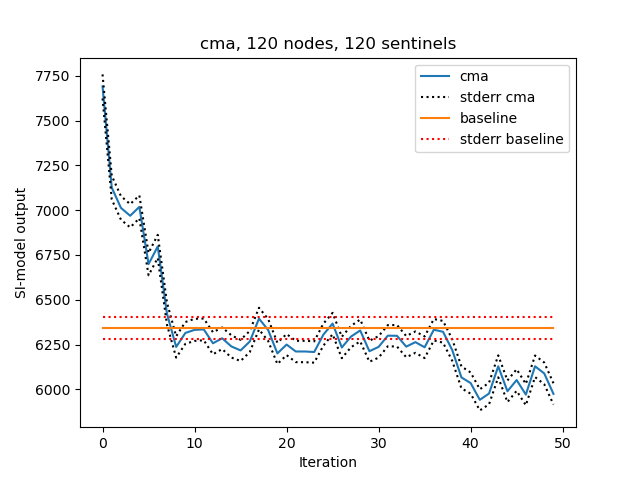 cma, 120 nodes, 120 sentinels
7750
7500
7250
7000
6750
6500
6250
6000
SI-model output
cma
stderr cma
baseline
stderr baseline
0
10
20
30
40
50
Iteration